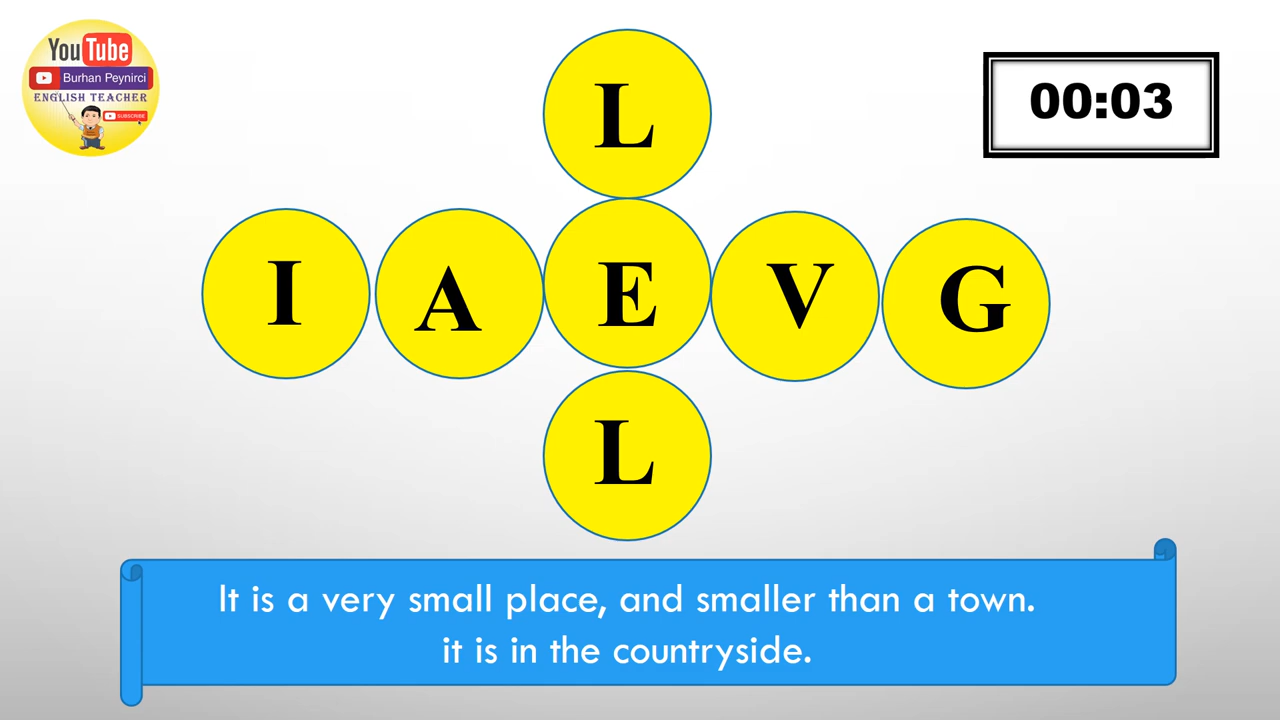 YouTube
Burhan Peynirci
ENGLISH TEACHER
SUBSCRIBE
00:03
L
I A E V G
L
It is a very small place, and smaller than a town.
it is in the countryside.